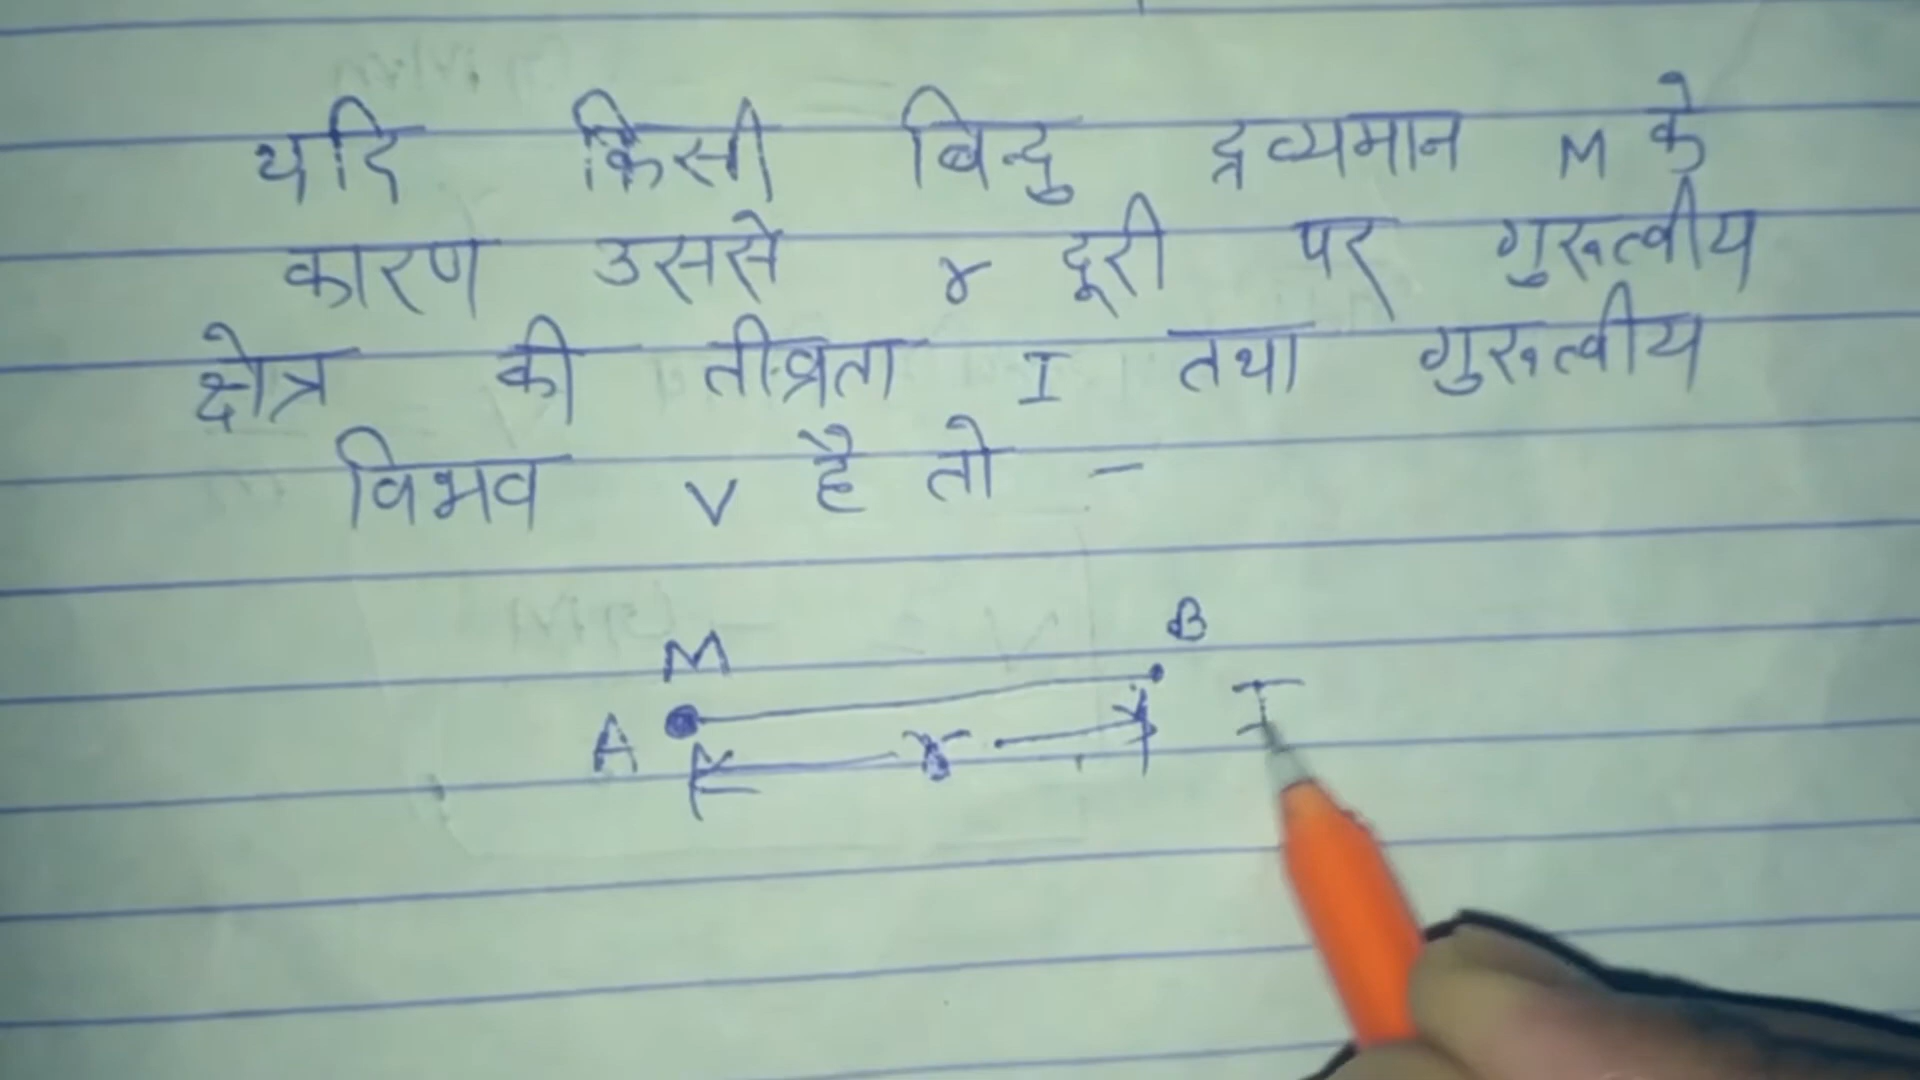 यदि किसी बिन्दु द्रव्यमान M के
कारण उससे r दूरी पर गुरुत्वीय
क्षेत्र की तीव्रता I तथा गुरुत्वीय
विभव V है तो -
B
M
I
A
r